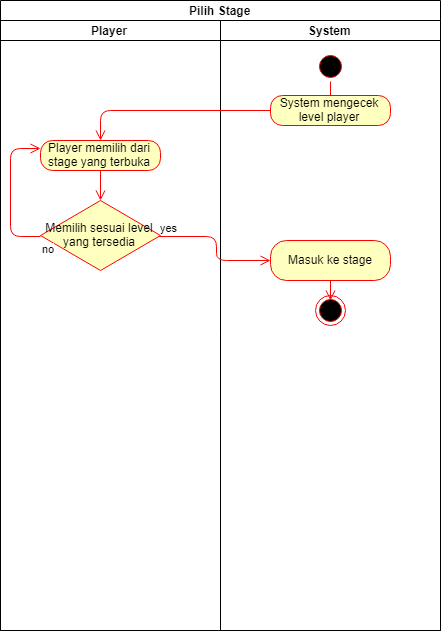 Pilih Stage
Player
System
System mengecek
level player
Player memilih dari
stage yang terbuka
Memilih sesuai level
yang tersedia
yes
no
Masuk ke stage